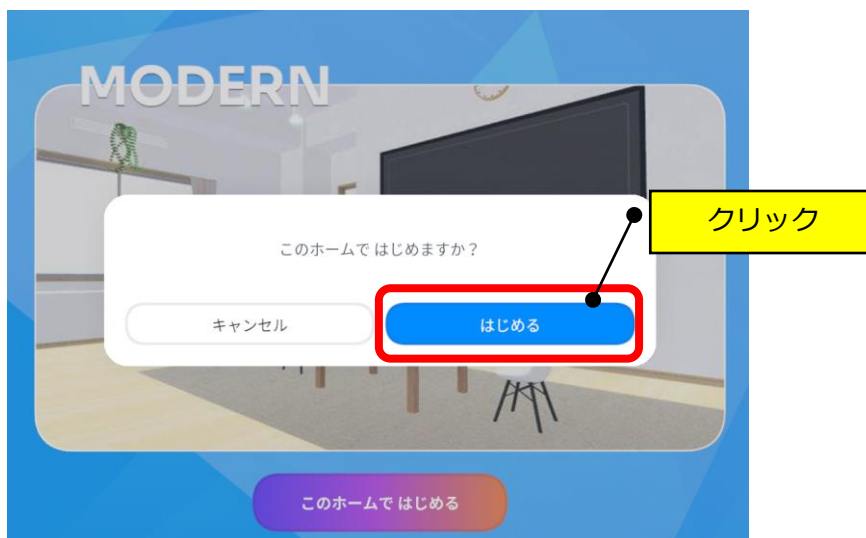 MODERN
クリック
このホームで はじめますか？
キャンセル
はじめる
このホームで はじめる